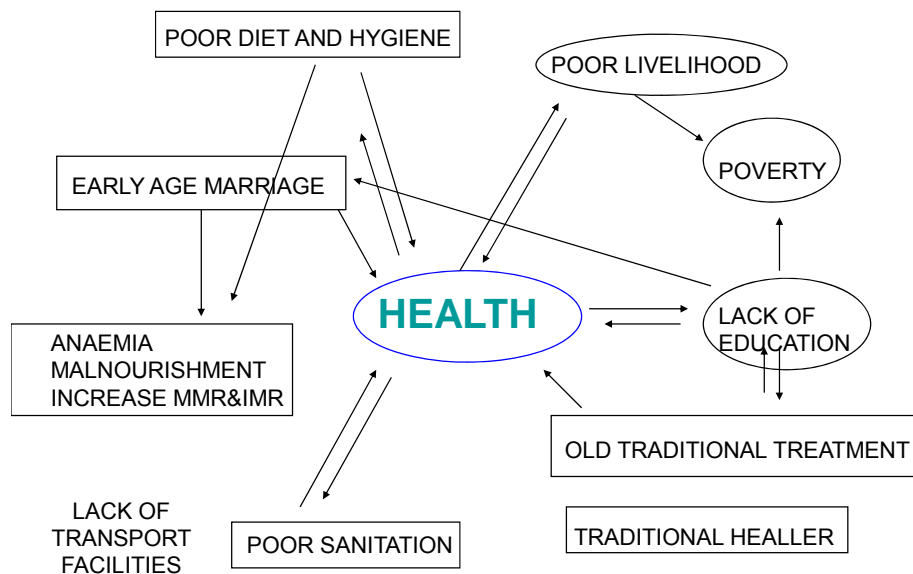 POOR DIET AND HYGIENE
POOR LIVELIHOOD
POVERTY
EARLY AGE MARRIAGE
HEALTH
LACK OF
EDUCATION
ANAEMIA
MALNOURISHMENT
INCREASE MMR&IMR
OLD TRADITIONAL TREATMENT
LACK OF
TRANSPORT
FACILITIES
POOR SANITATION
TRADITIONAL HEALLER